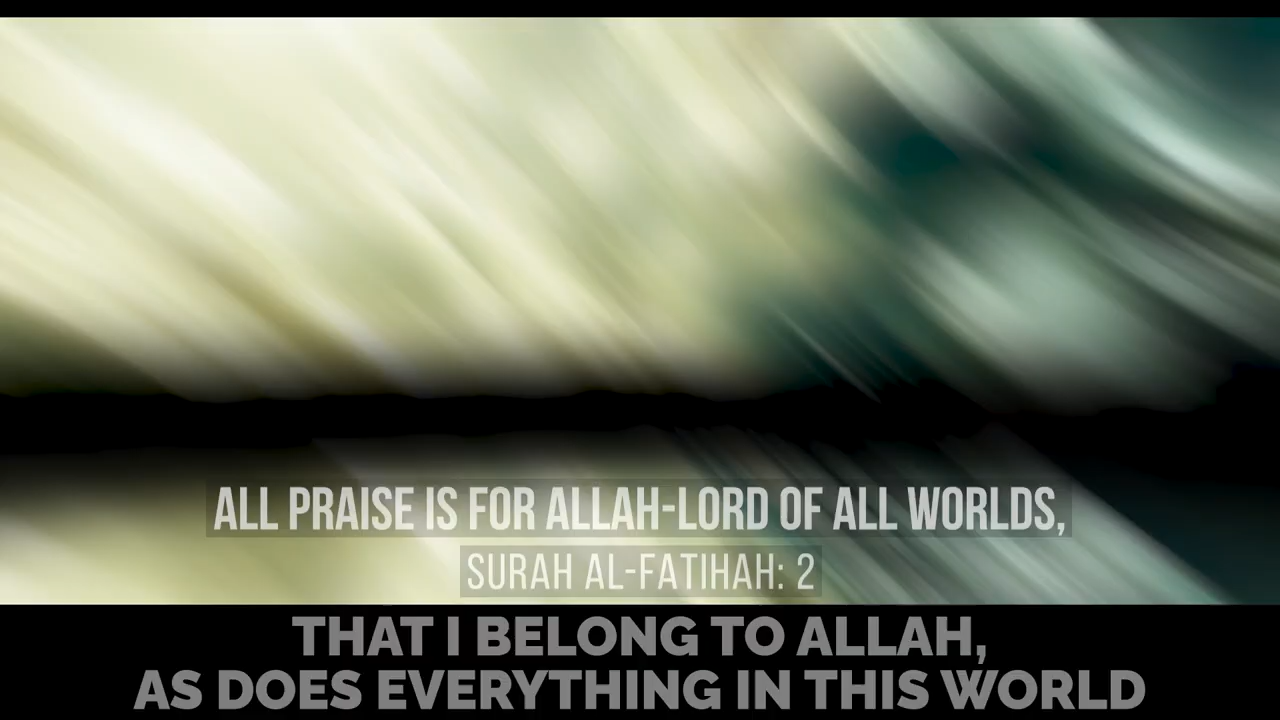 ALL PRAISE IS FOR ALLAH-LORD OF ALL WORLDS,
SURAH AL-FATIHAH: 2
THAT I BELONG TO ALLAH,
AS DOES EVERYTHING IN THIS WORLD